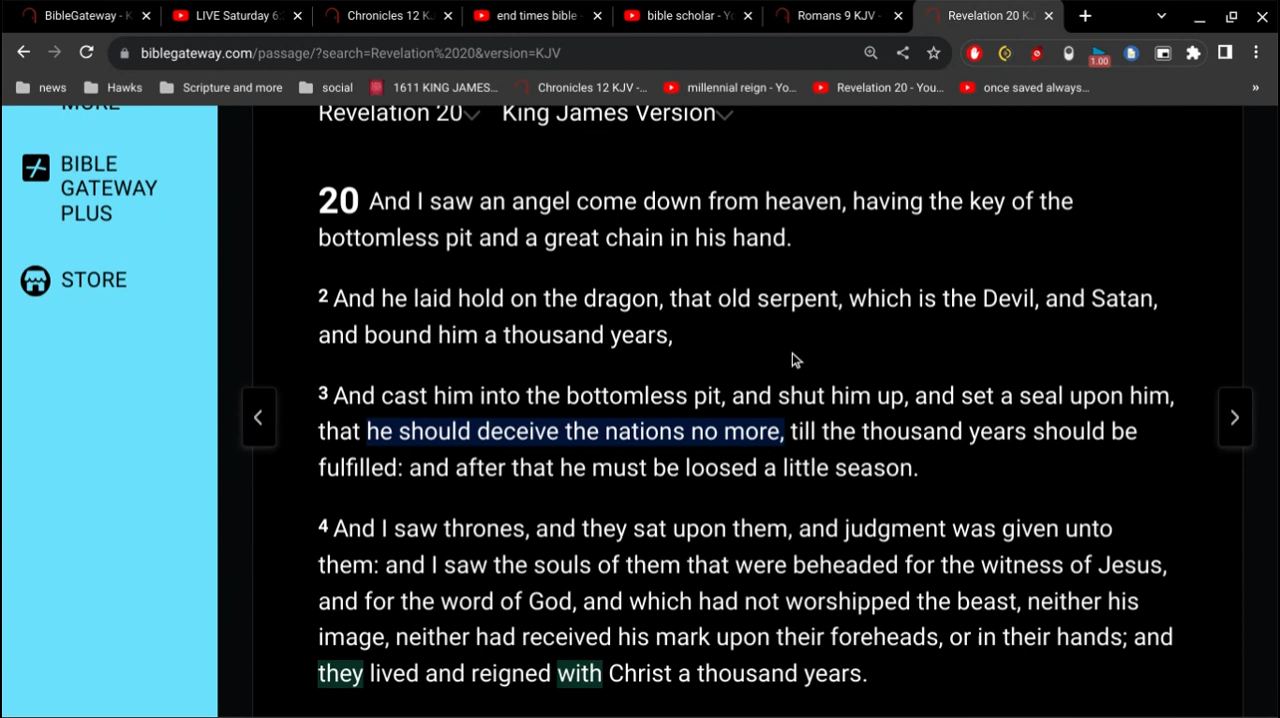 BibleGateway - K
LIVE Saturday 6:
Chronicles 12 K
end times bible -
bible scholar - Y
Romans 9 KJV -
Revelation 20 KJ
biblegateway.com/passage/?search=Revelation%2020&version=KJV
1.00
news
Hawks
Scripture and more
social
1611 KING JAMES...
Chronicles 12 KJV -...
millennial reign - Yo...
Revelation 20 - You...
once saved always...
»
MORE
BIBLE
GATEWAY
PLUS
STORE
Revelation 20
King James Version
20 And I saw an angel come down from heaven, having the key of the
bottomless pit and a great chain in his hand.
2 And he laid hold on the dragon, that old serpent, which is the Devil, and Satan,
and bound him a thousand years,
3 And cast him into the bottomless pit, and shut him up, and set a seal upon him,
that he should deceive the nations no more, till the thousand years should be
fulfilled: and after that he must be loosed a little season.
4 And I saw thrones, and they sat upon them, and judgment was given unto
them: and I saw the souls of them that were beheaded for the witness of Jesus,
and for the word of God, and which had not worshipped the beast, neither his
image, neither had received his mark upon their foreheads, or in their hands; and
they lived and reigned with Christ a thousand years.